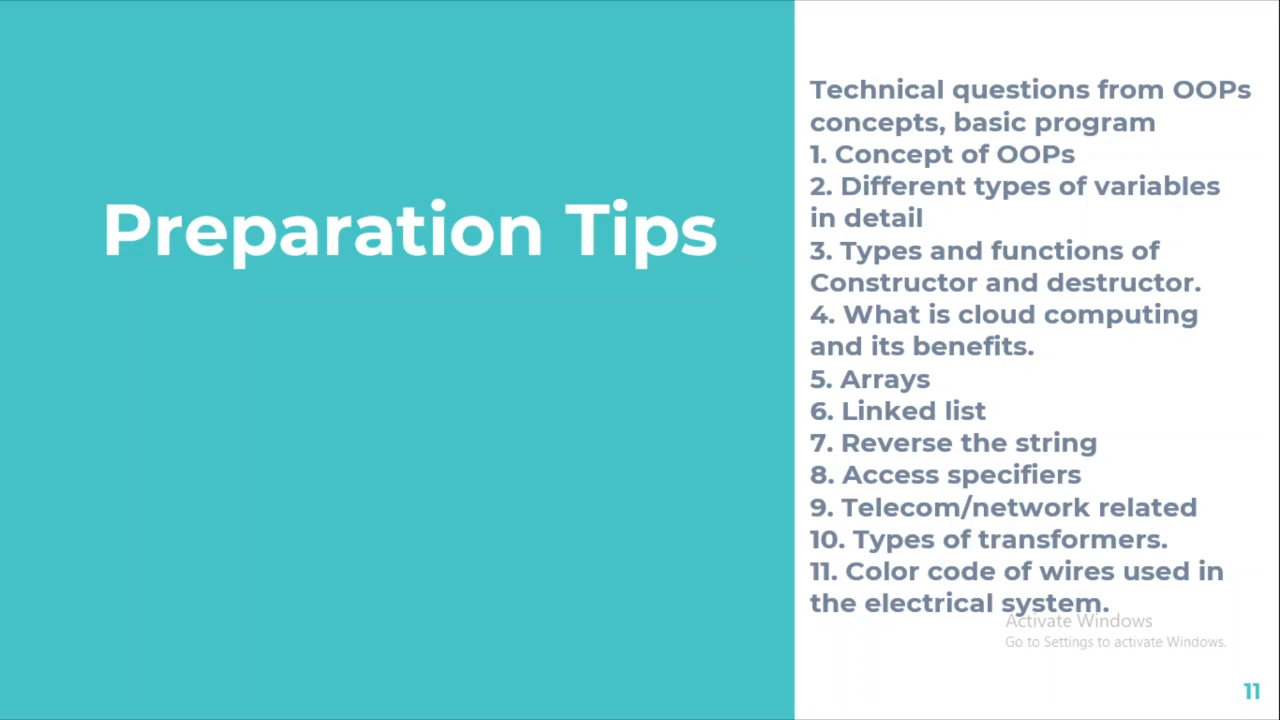 Preparation Tips
Technical questions from OOPs
concepts, basic program
1. Concept of OOPs
2. Different types of variables
in detail
3. Types and functions of
Constructor and destructor.
4. What is cloud computing
and its benefits.
5. Arrays
6. Linked list
7. Reverse the string
8. Access specifiers
9. Telecom/network related
10. Types of transformers.
11. Color code of wires used in
the electrical system.
Activate Windows
Go to Settings to activate Windows.
11